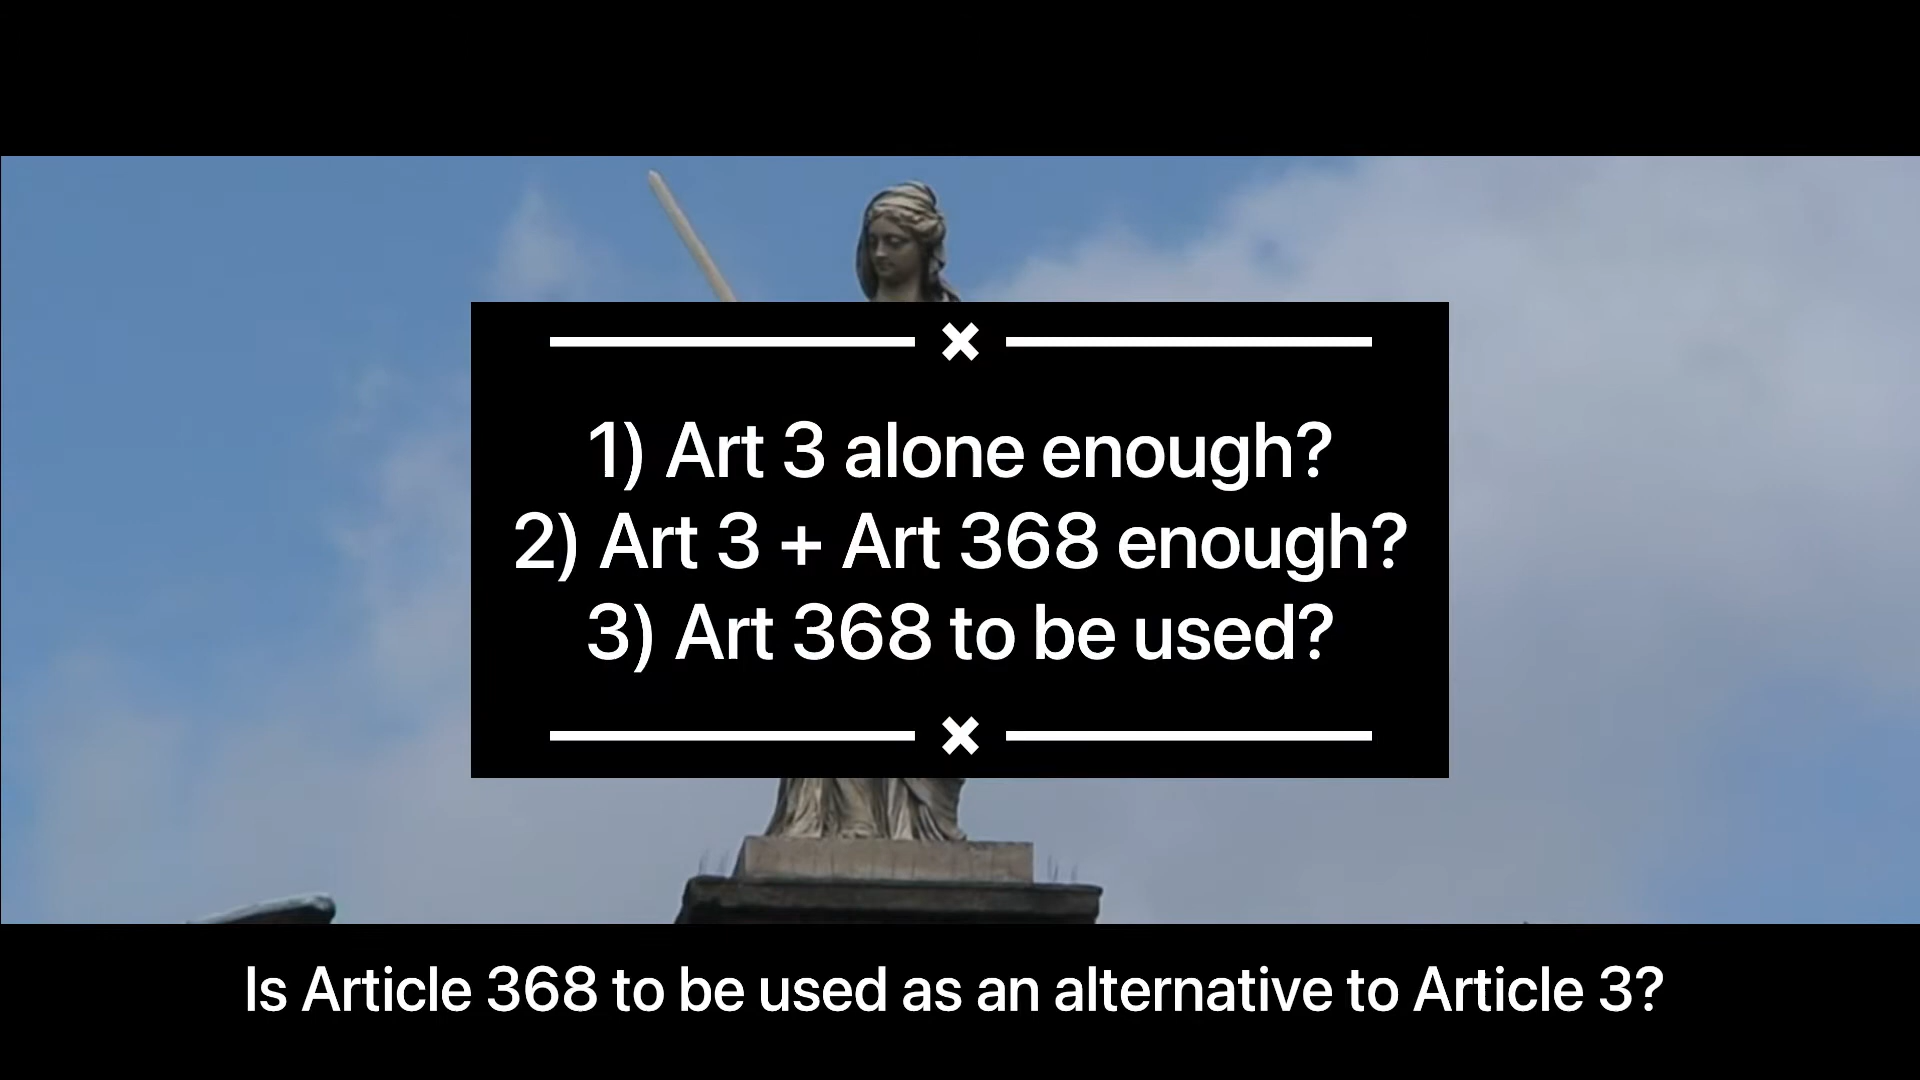 1) Art 3 alone enough?
2) Art 3 + Art 368 enough?
3) Art 368 to be used?
Is Article 368 to be used as an alternative to Article 3?